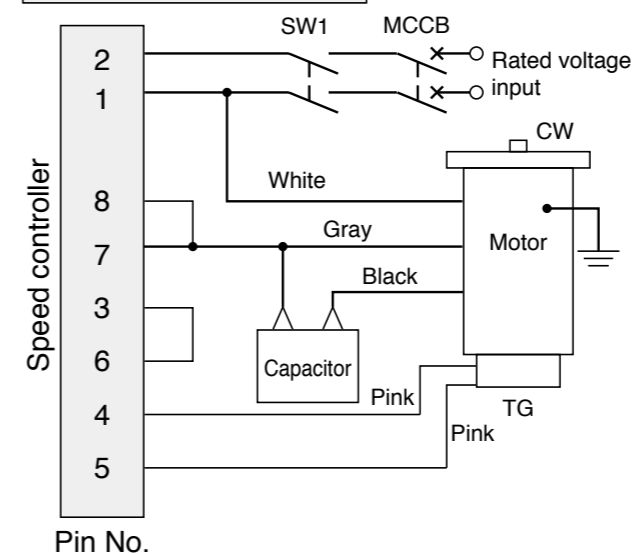 SW1
MCCB
2
Rated voltage
input
1
CW
White
8
Gray
7
Motor
Black
3
Speed controller
Capacitor
6
Pink
4
TG
Pink
5
Pin No.